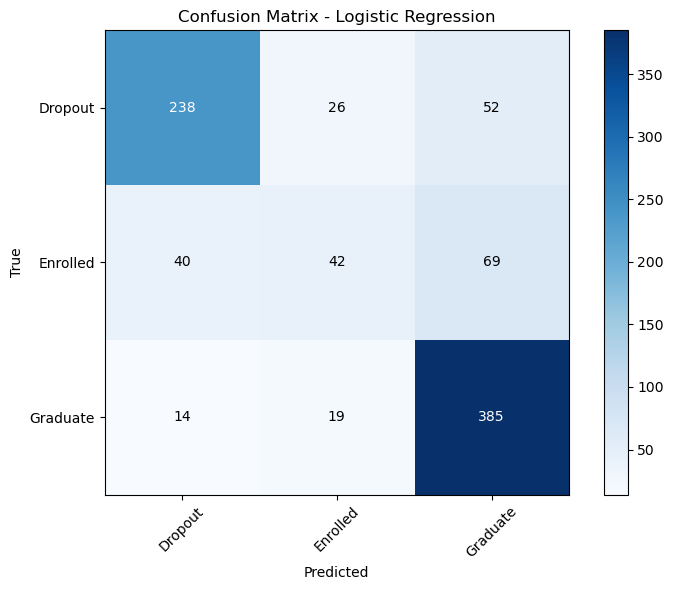 Confusion Matrix - Logistic Regression
Dropout
238
26
52
Enrolled
40
42
69
Graduate
14
19
385
Dropout
Enrolled
Graduate
True
Predicted
350
300
250
200
150
100
50